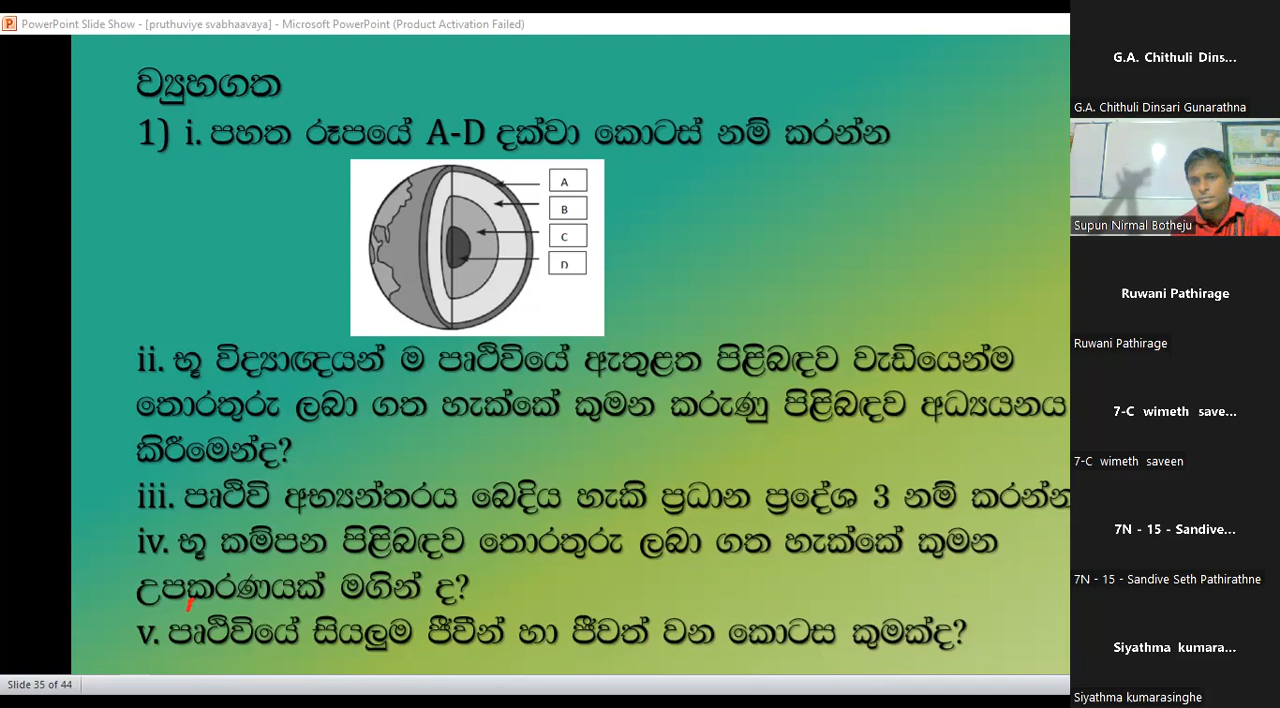 PowerPoint Slide Show - [pruthuviye svabhaavaya] - Microsoft PowerPoint (Product Activation Failed)
ව්‍යුහගත
1) i. පහත රූපයේ A-D දක්වා කොටස් නම් කරන්න
A
B
C
D
ii. භූ විද්‍යාඥයන් ම පෘථිවියේ ඇතුළත පිළිබඳව වැඩියෙන්ම
තොරතුරු ලබා ගත හැක්කේ කුමන කරුණු පිළිබඳව අධ්‍යයනය
කිරීමෙන්ද?
iii. පෘථිවි අභ්‍යන්තරය බෙදිය හැකි ප්‍රධාන ප්‍රදේශ 3 නම් කරන්න
iv. භූ කම්පන පිළිබඳව තොරතුරු ලබා ගත හැක්කේ කුමන
උපකරණයක් මගින් ද?
v. පෘථිවියේ සියලුම ජීවීන් හා ජීවත් වන කොටස කුමක්ද?
Slide 35 of 44
G.A. Chithuli Dins...
G.A. Chithuli Dinsari Gunarathna
Supun Nirmal Botheju
Ruwani Pathirage
Ruwani Pathirage
7-C wimeth save...
7-C wimeth saveen
7N - 15 - Sandive...
7N - 15 - Sandive Seth Pathirathne
Siyathma kumara...
Siyathma kumarasinghe